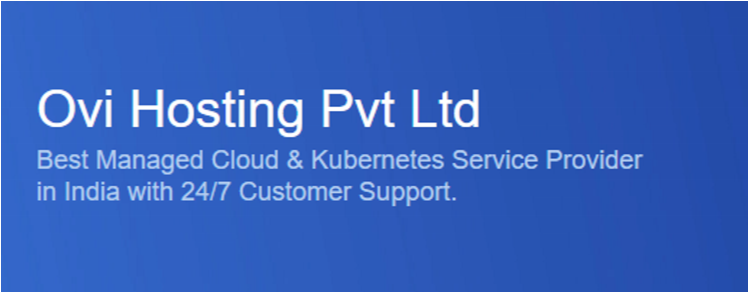 Ovi Hosting Pvt Ltd
Best Managed Cloud & Kubernetes Service Provider
in India with 24/7 Customer Support.